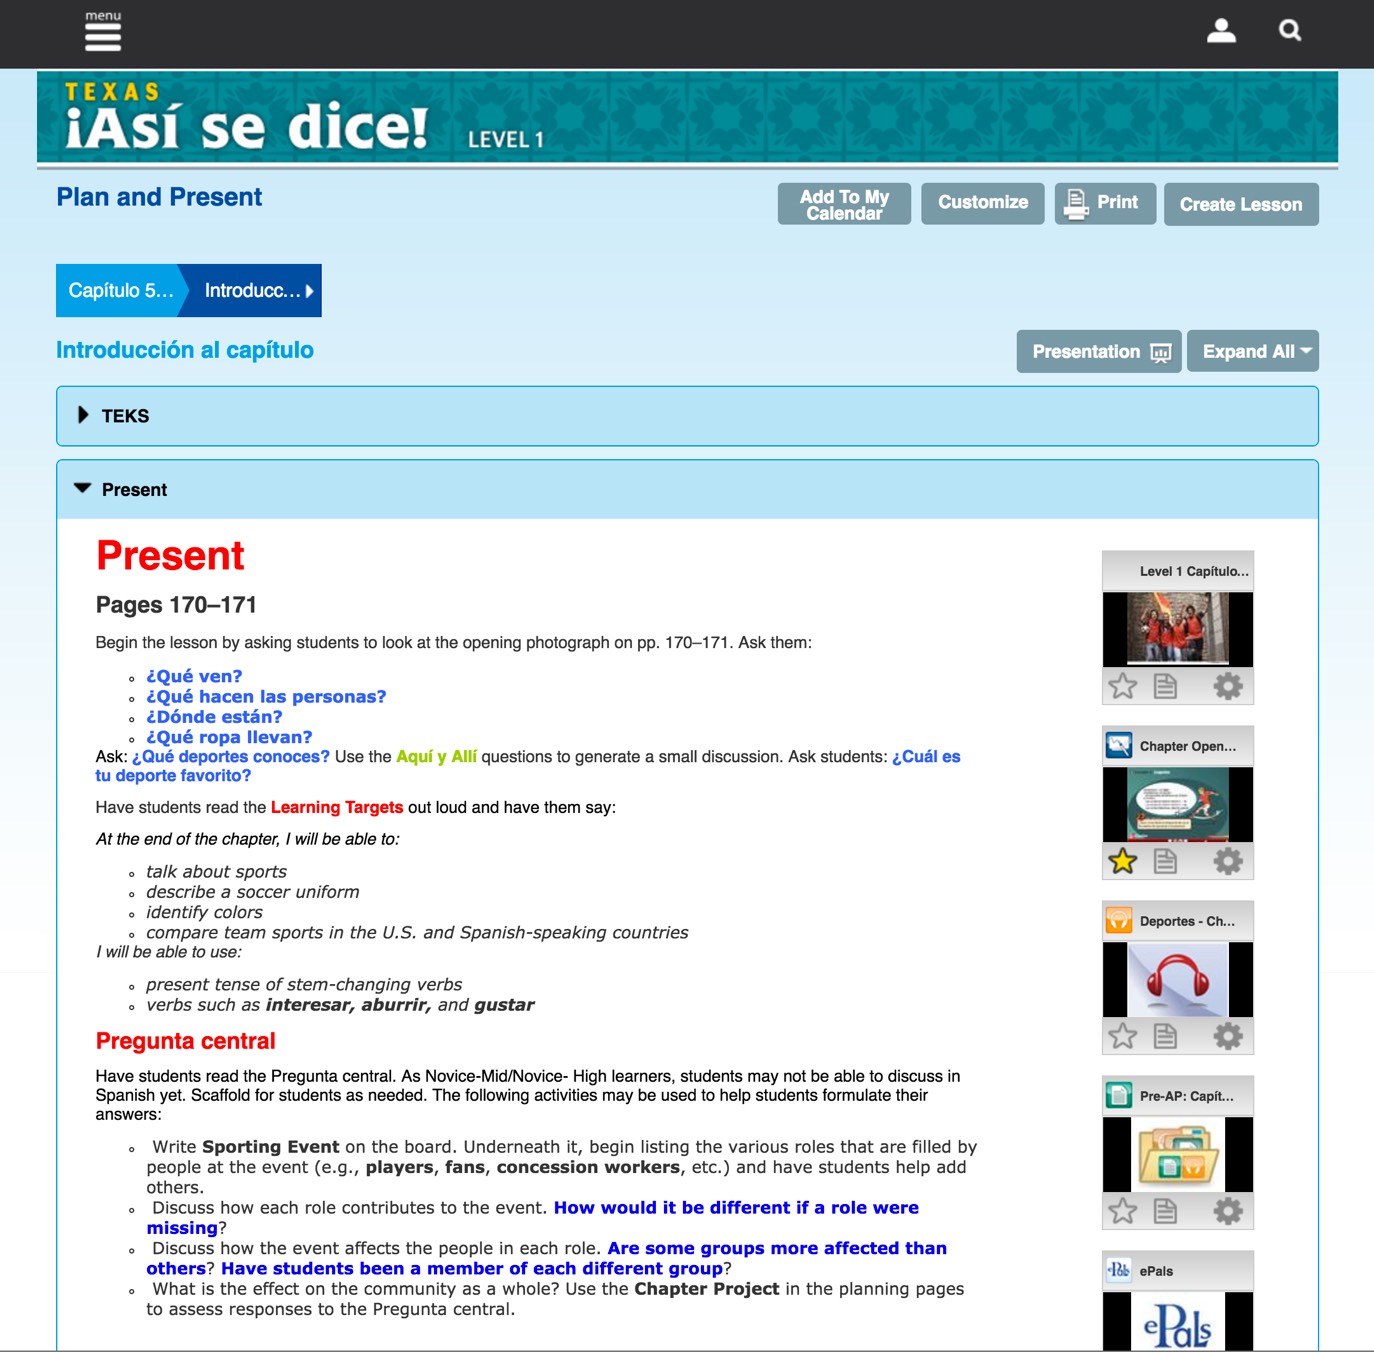 menu
TEXAS
¡Así se dice! LEVEL 1
Plan and Present
Add To My
Calendar
Customize
Print
Create Lesson
Capítulo 5...
Introducc...
Introducción al capítulo
Presentation
Expand All
TEKS
Present
Present
Pages 170–171
Begin the lesson by asking students to look at the opening photograph on pp. 170–171. Ask them:
¿Qué ven?
¿Qué hacen las personas?
¿Dónde están?
¿Qué ropa llevan?
Ask: ¿Qué deportes conoces? Use the Aquí y Allí questions to generate a small discussion. Ask students: ¿Cuál es
tu deporte favorito?
Have students read the Learning Targets out loud and have them say:
At the end of the chapter, I will be able to:
talk about sports
describe a soccer uniform
identify colors
compare team sports in the U.S. and Spanish-speaking countries
I will be able to use:
present tense of stem-changing verbs
verbs such as interesar, aburrir, and gustar
Pregunta central
Have students read the Pregunta central. As Novice-Mid/Novice- High learners, students may not be able to discuss in
Spanish yet. Scaffold for students as needed. The following activities may be used to help students formulate their
answers:
Write Sporting Event on the board. Underneath it, begin listing the various roles that are filled by
people at the event (e.g., players, fans, concession workers, etc.) and have students help add
others.
Discuss how each role contributes to the event. How would it be different if a role were
missing?
Discuss how the event affects the people in each role. Are some groups more affected than
others? Have students been a member of each different group?
What is the effect on the community as a whole? Use the Chapter Project in the planning pages
to assess responses to the Pregunta central.
Level 1 Capítulo...
Chapter Open...
Deportes - Ch...
Pre-AP: Capít...
ePals
ePals
ePals